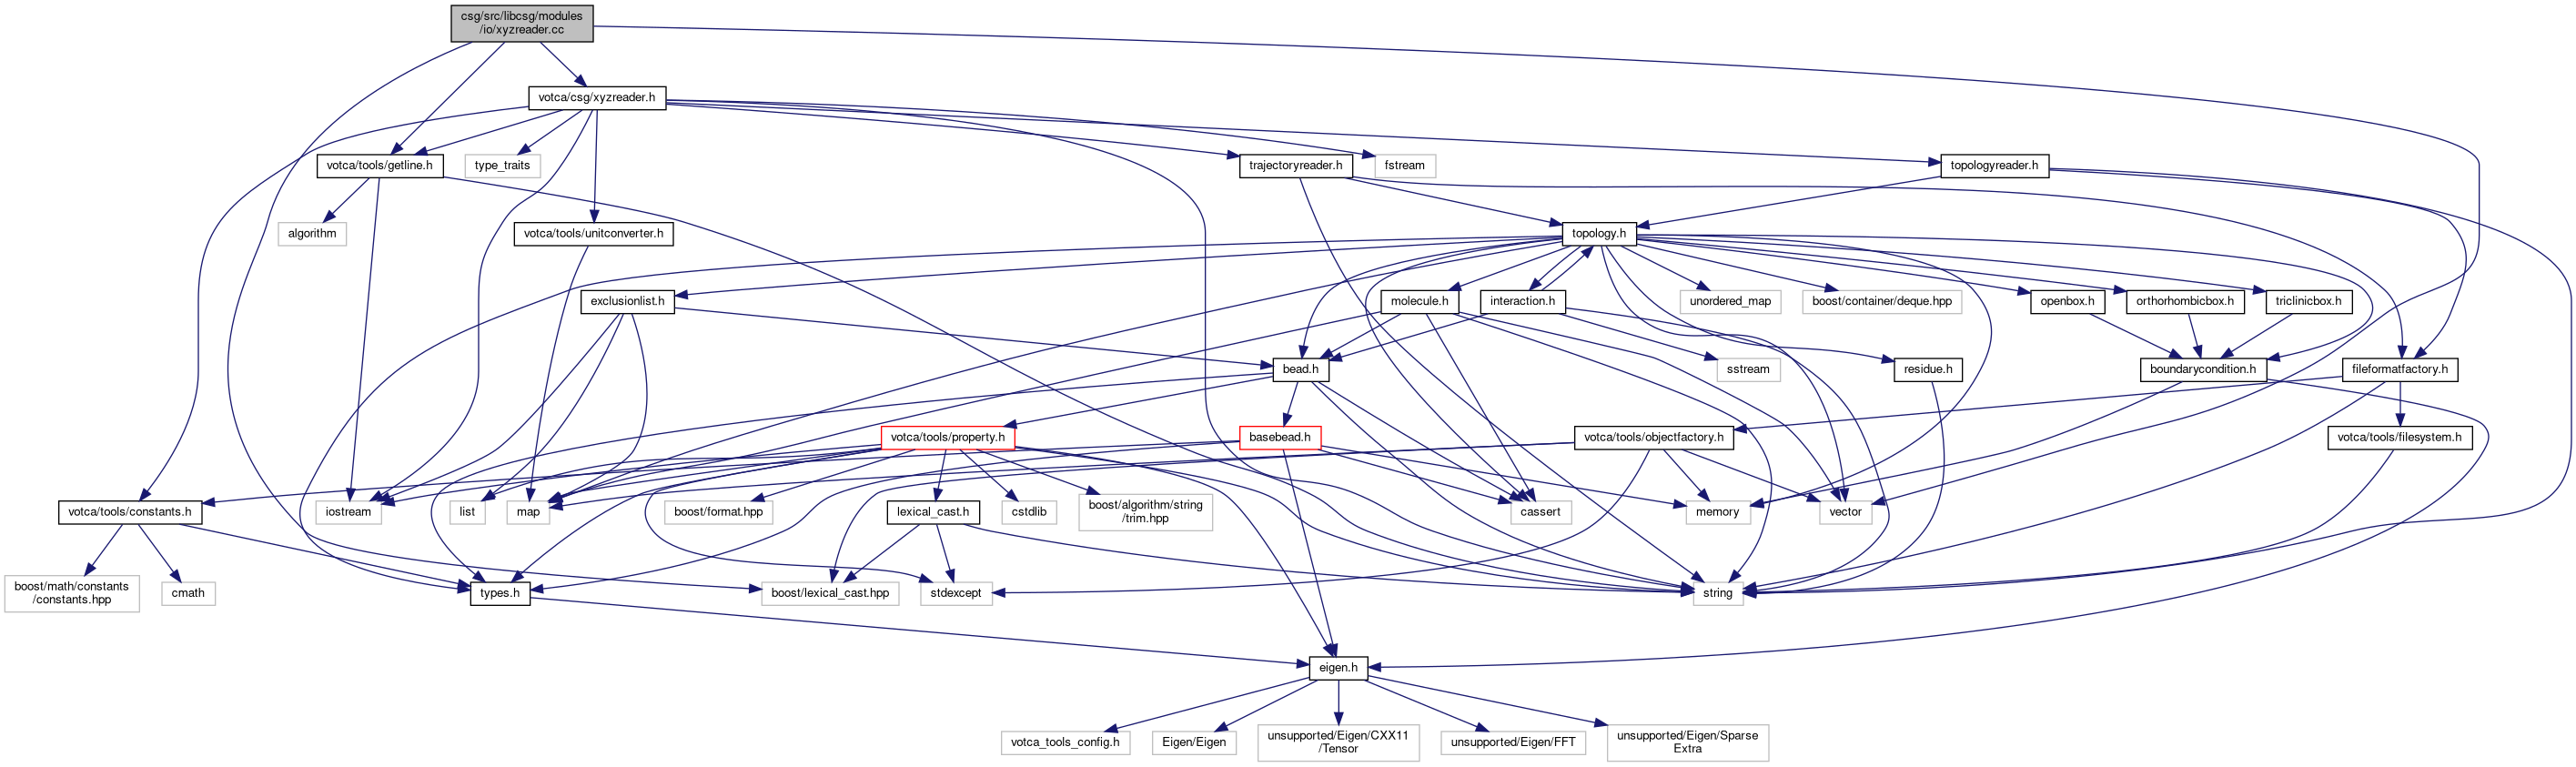 csg/src/libcsg/modules
/io/xyzreader.cc
votca/csg/xyzreader.h
votca/tools/getline.h
type_traits
trajectoryreader.h
fstream
topologyreader.h
algorithm
votca/tools/unitconverter.h
topology.h
exclusionlist.h
molecule.h
interaction.h
unordered_map
boost/container/deque.hpp
openbox.h
orthorhombicbox.h
triclinicbox.h
bead.h
sstream
residue.h
boundarycondition.h
fileformatfactory.h
votca/tools/property.h
basebead.h
votca/tools/objectfactory.h
votca/tools/filesystem.h
votca/tools/constants.h
iostream
list
map
boost/format.hpp
lexical_cast.h
cstdlib
boost/algorithm/string
/trim.hpp
cassert
memory
vector
boost/math/constants
/constants.hpp
cmath
types.h
boost/lexical_cast.hpp
stdexcept
string
eigen.h
votca_tools_config.h
Eigen/Eigen
unsupported/Eigen/CXX11
/Tensor
unsupported/Eigen/FFT
unsupported/Eigen/Sparse
Extra